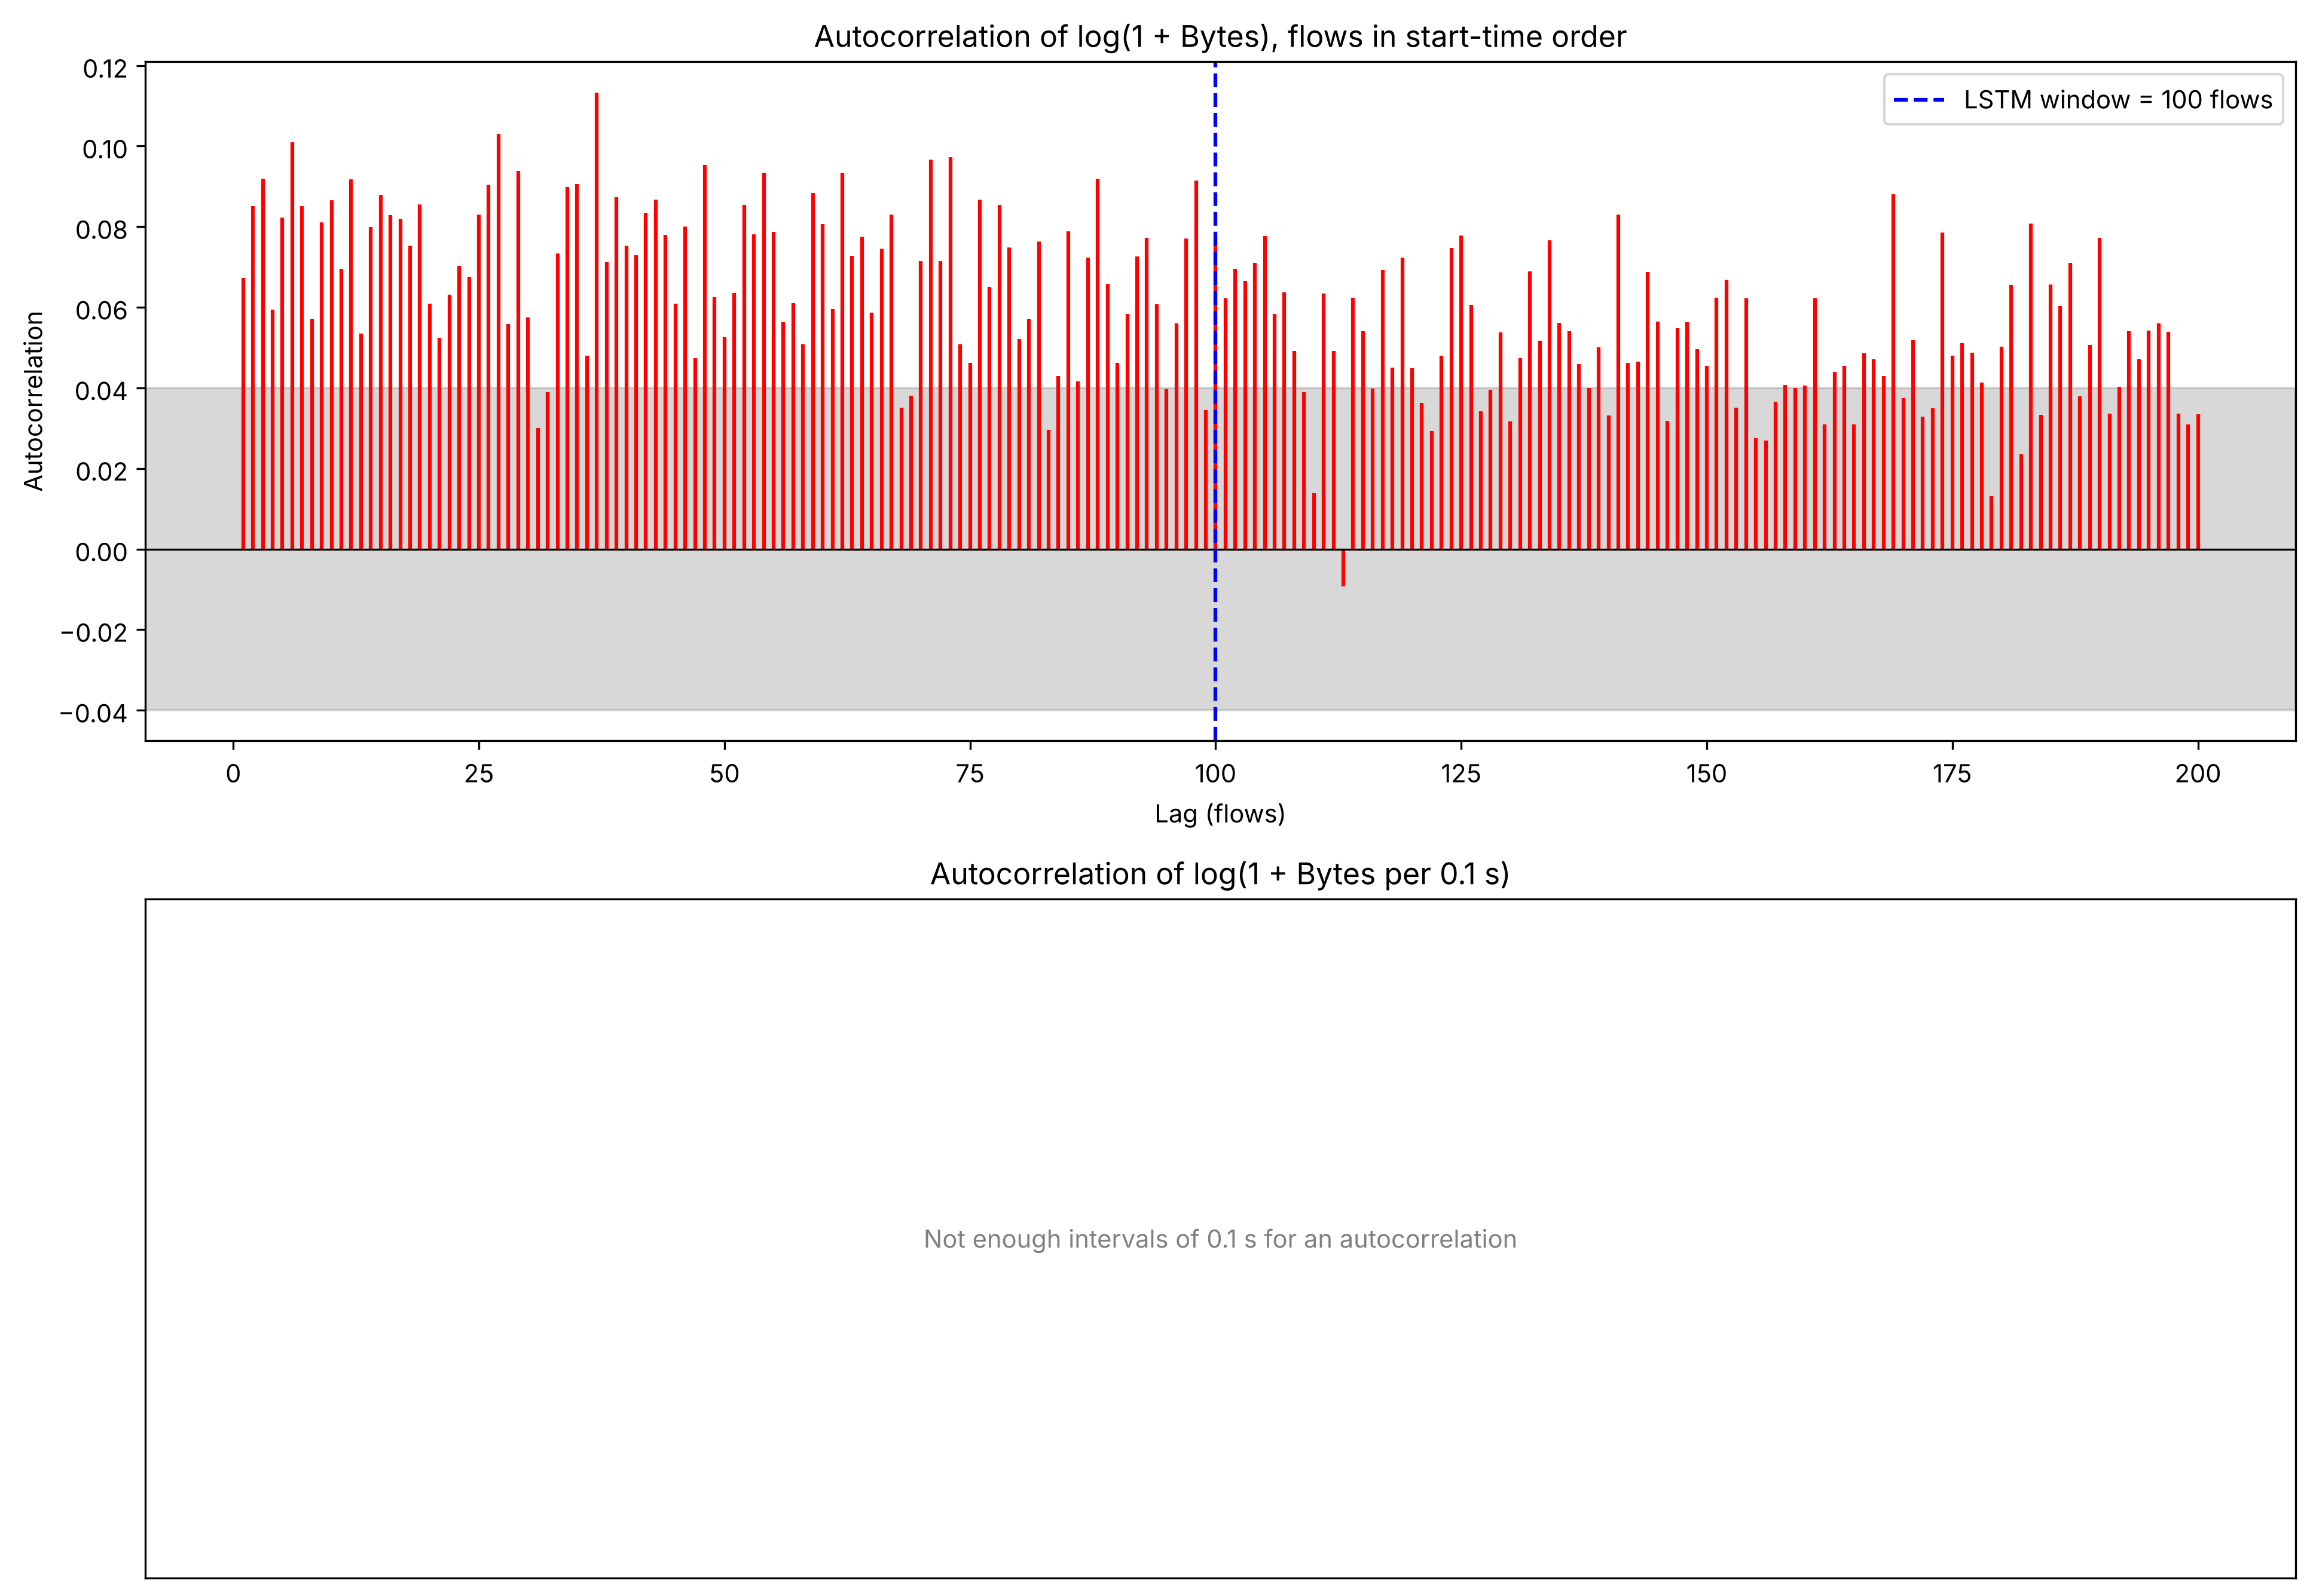 Autocorrelation of log(1 + Bytes), flows in start-time order
0.12
0.10
0.08
0.06
0.04
0.02
0.00
−0.02
−0.04
Autocorrelation
LSTM window = 100 flows
0 25 50 75 100 125 150 175 200
Lag (flows)
Autocorrelation of log(1 + Bytes per 0.1 s)
Not enough intervals of 0.1 s for an autocorrelation